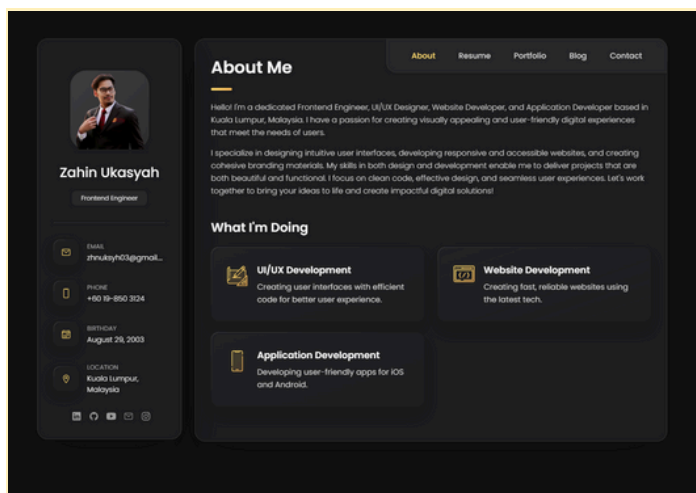 Zahin Ukasyah
Frontend Engineer
EMAIL
zhnuksyh03@gmail...
PHONE
+60 19-850 3124
BIRTHDAY
August 29, 2003
LOCATION
Kuala Lumpur,
Malaysia
About
Resume
Portfolio
Blog
Contact
About Me
Hello! I'm a dedicated Frontend Engineer, UI/UX Designer, Website Developer, and Application Developer based in
Kuala Lumpur, Malaysia. I have a passion for creating visually appealing and user-friendly digital experiences
that meet the needs of users.
I specialize in designing intuitive user interfaces, developing responsive and accessible websites, and creating
cohesive branding materials. My skills in both design and development enable me to deliver projects that are
both beautiful and functional. I focus on clean code, effective design, and seamless user experiences. Let's work
together to bring your ideas to life and create impactful digital solutions!
What I'm Doing
UI/UX Development
Creating user interfaces with efficient
code for better user experience.
Website Development
Creating fast, reliable websites using
the latest tech.
Application Development
Developing user-friendly apps for iOS
and Android.